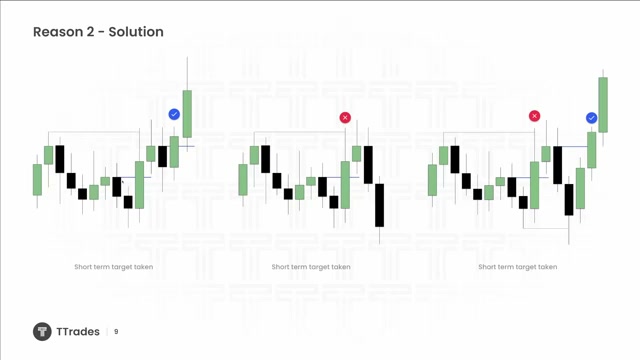 Reason 2 - Solution
Short term target taken
Short term target taken
Short term target taken
TTrades
9